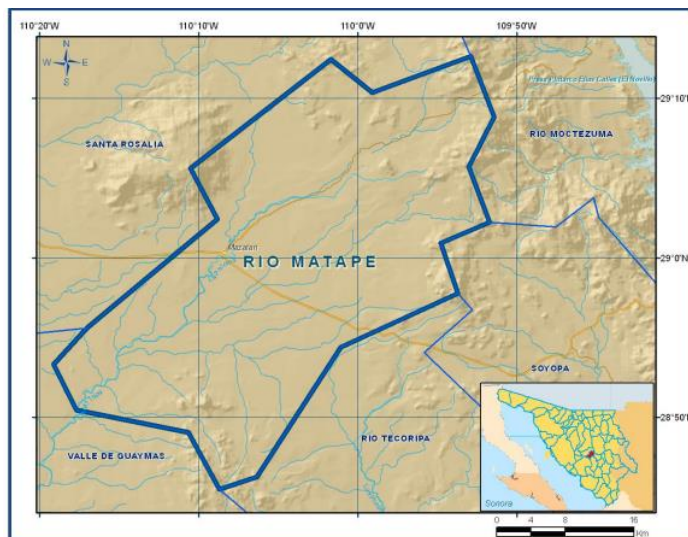 110°20'W 110°10'W 110°0'W 109°50'W
N
W E
S
29°10'
SANTA ROSALIA
RIO MOCTEZUMA
Mazatan
RIO MATAPE
29°0'N
SOYOPA
28°50'
VALLE DE GUAYMAS
RIO TECORIPA
Sonora
0 4 8 16
Km